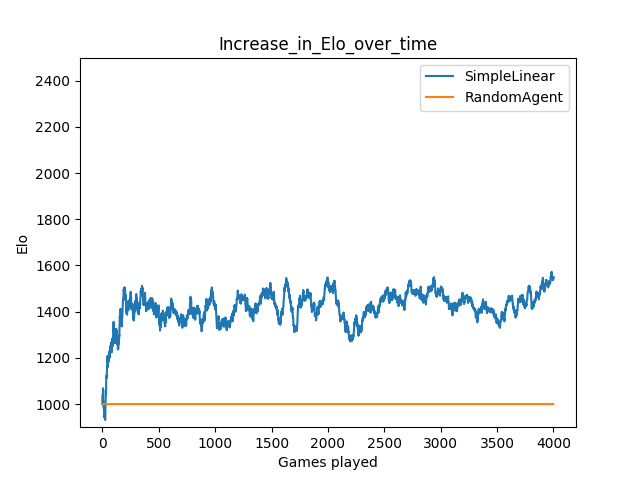 Increase_in_Elo_over_time
SimpleLinear
RandomAgent
2400
2200
2000
1800
1600
1400
1200
1000
Elo
0 500 1000 1500 2000 2500 3000 3500 4000
Games played